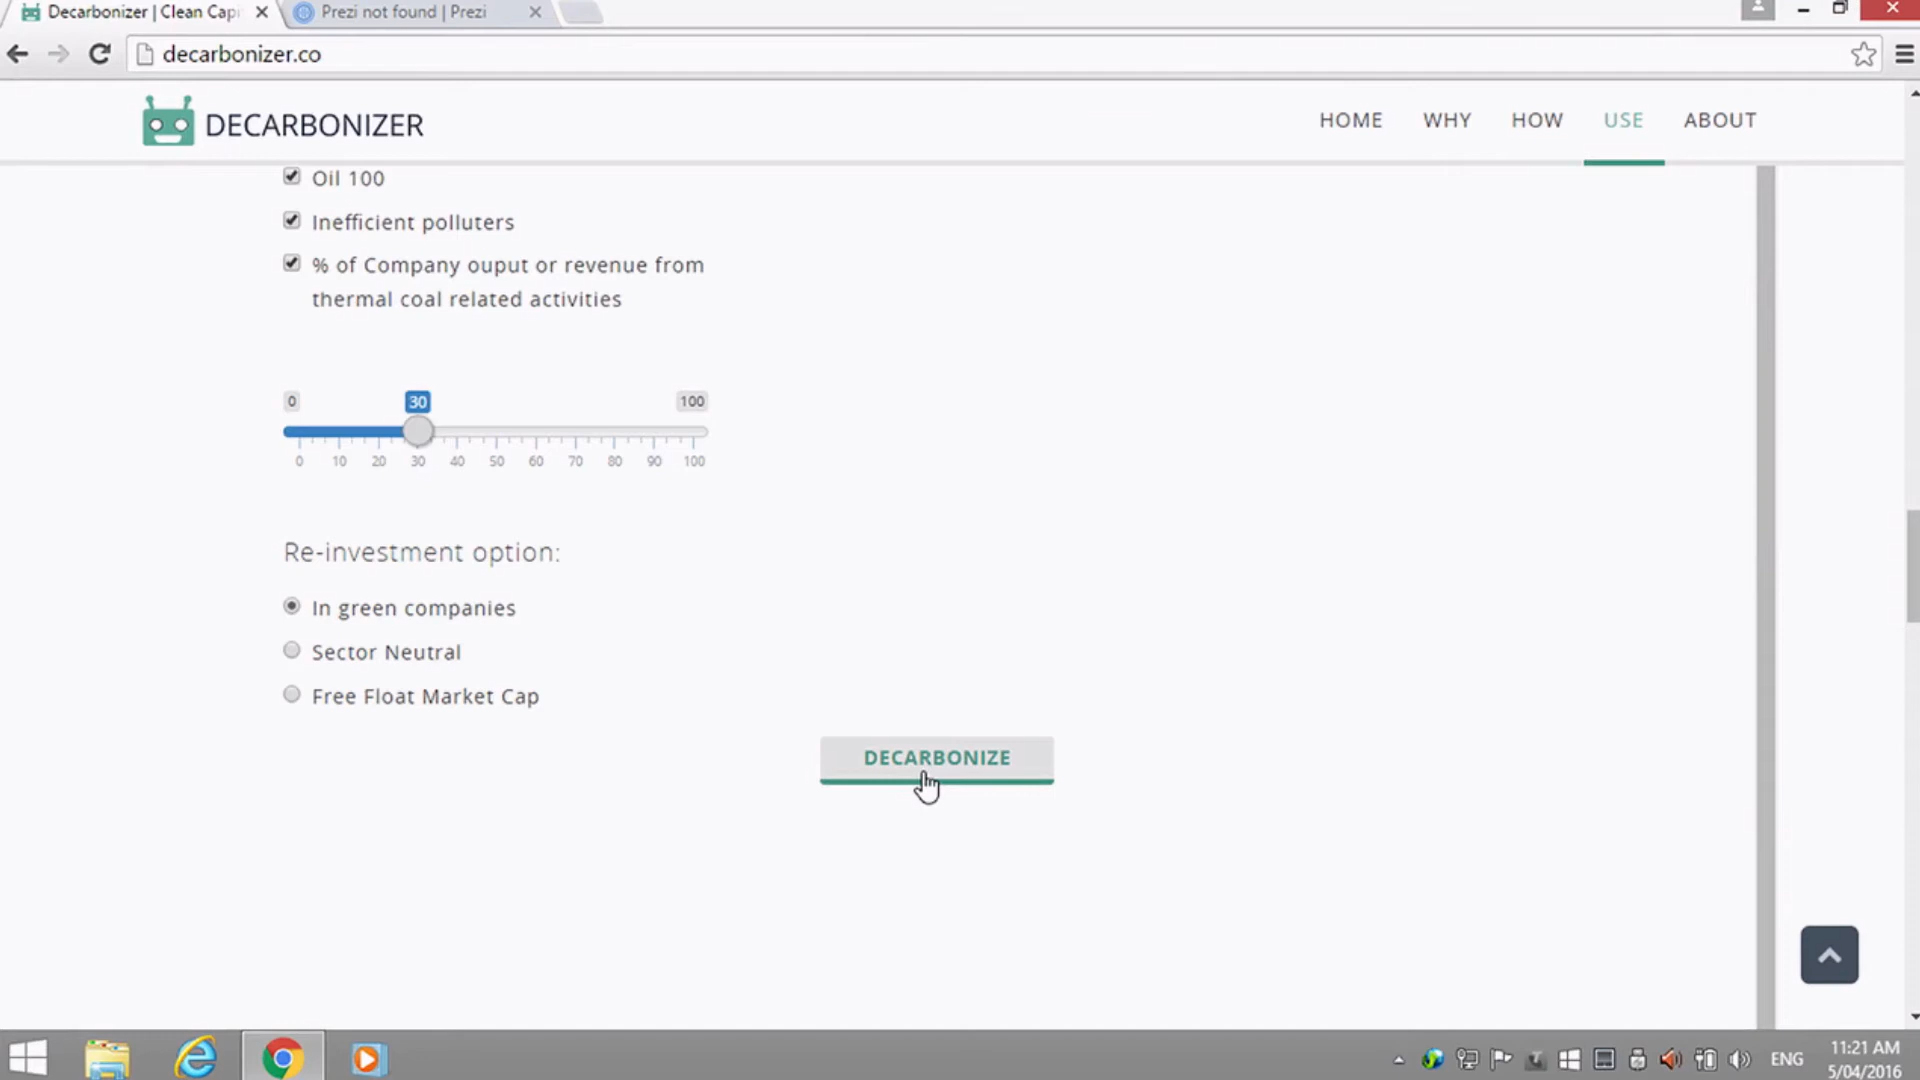 Decarbonizer | Clean Capi
Prezi not found | Prezi
decarbonizer.co
DECARBONIZER
HOME WHY HOW USE ABOUT
Oil 100
Inefficient polluters
% of Company ouput or revenue from
thermal coal related activities
0 30 100
0 10 20 30 40 50 60 70 80 90 100
Re-investment option:
In green companies
Sector Neutral
Free Float Market Cap
DECARBONIZE
ENG
11:21 AM
5/04/2016